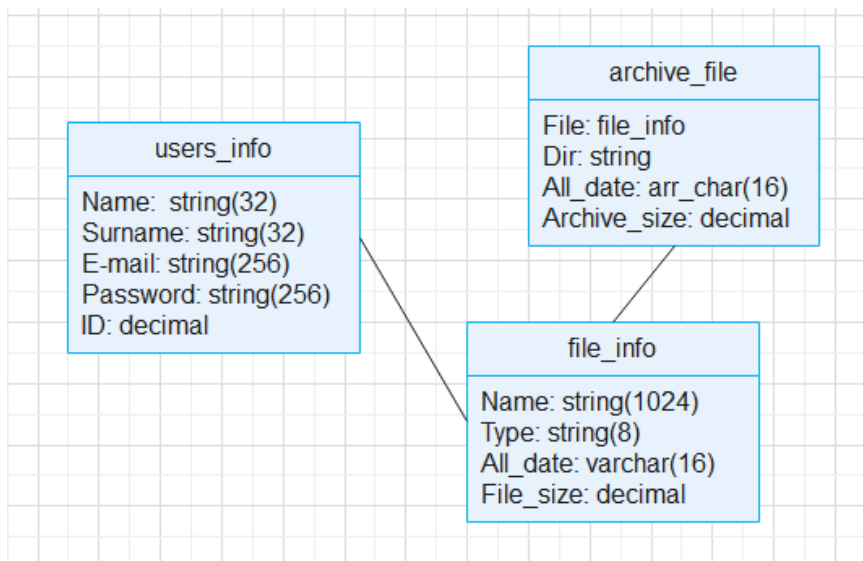 users_info
Name:  string(32)
Surname: string(32)
E-mail: string(256)
Password: string(256)
ID: decimal
archive_file
File: file_info
Dir: string
All_date: arr_char(16)
Archive_size: decimal
file_info
Name: string(1024)
Type: string(8)
All_date: varchar(16)
File_size: decimal